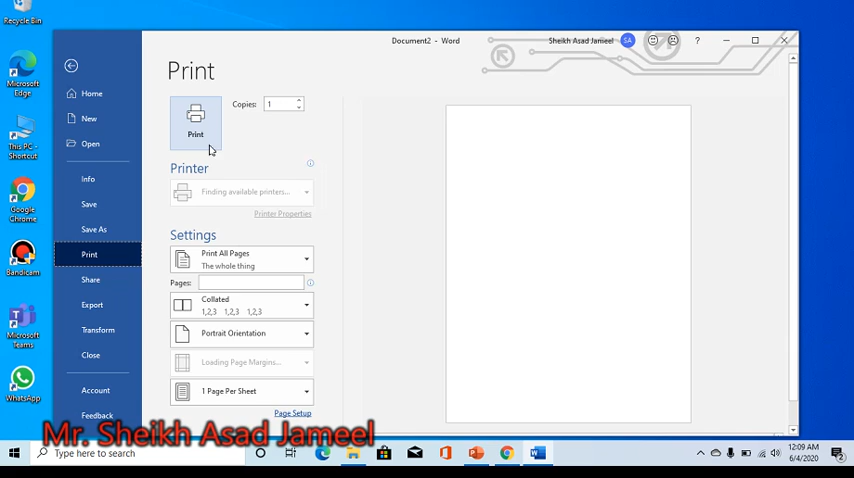 Recycle Bin
Document2 - Word
Sheikh Asad Jameel
SA
?
Microsoft
Edge
This PC -
Shortcut
Google
Chrome
Bandicam
Microsoft
Teams
WhatsApp
Home
New
Open
Info
Save
Save As
Print
Share
Export
Transform
Close
Account
Feedback
Print
Print
Copies:
1
Printer
Finding available printers...
Printer Properties
Settings
Print All Pages
The whole thing
Pages:
Collated
1,2,3 1,2,3 1,2,3
Portrait Orientation
Loading Page Margins...
1 Page Per Sheet
Page Setup
Mr. Sheikh Asad Jameel
Type here to search
12:09 AM
6/4/2020
2